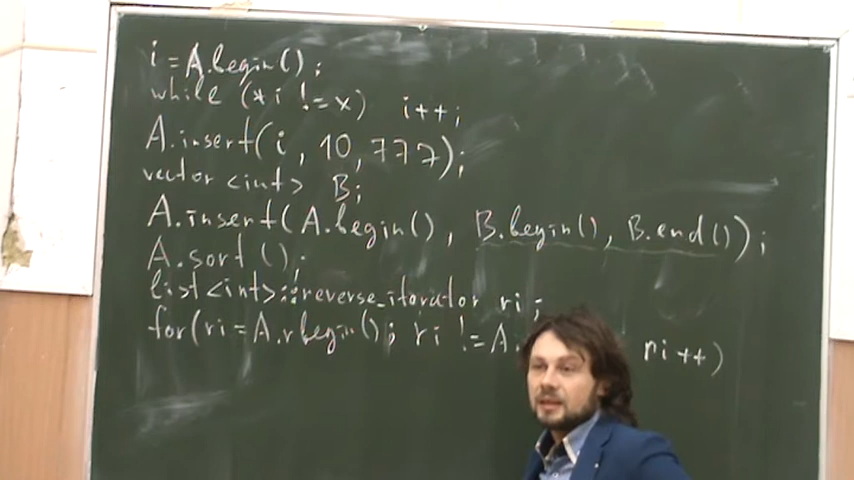 i = A.begin();
while (*i != x) i++;
A.insert(i, 10, 777);
vector <int> B;
A.insert(A.begin(), B.begin(), B.end());
A.sort();
list<int>::reverse_iterator ri;
for(ri = A.rbegin(); ri != A. ri++)